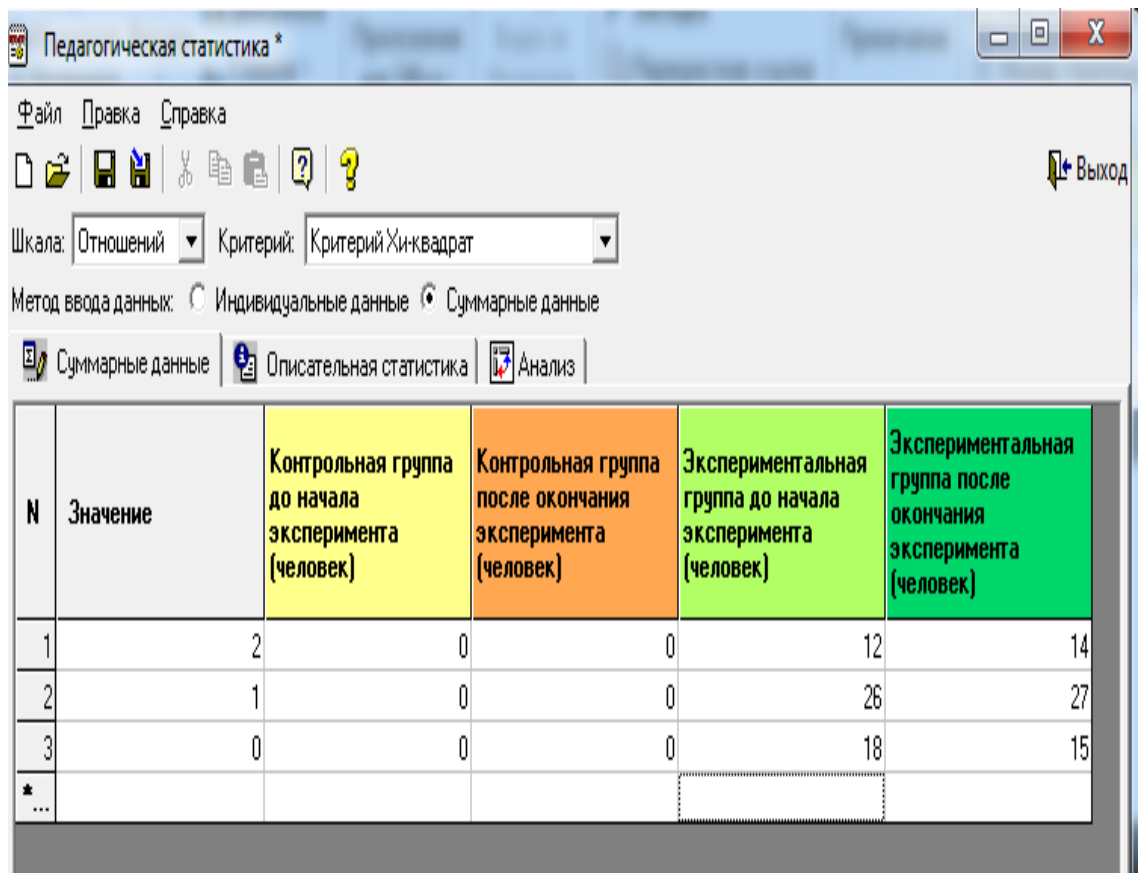 Педагогическая статистика *
Файл Правка Справка
Выход
Шкала: Отношений Критерий: Критерий Хи-квадрат
Метод ввода данных: Индивидуальные данные Суммарные данные
Суммарные данные Описательная статистика Анализ
N
Значение
Контрольная группа
до начала
эксперимента
(человек)
Контрольная группа
после окончания
эксперимента
(человек)
Экспериментальная
группа до начала
эксперимента
(человек)
Экспериментальная
группа после
окончания
эксперимента
(человек)
1 2 0 0 12 14
2 1 0 0 26 27
3 0 0 0 18 15
* ...